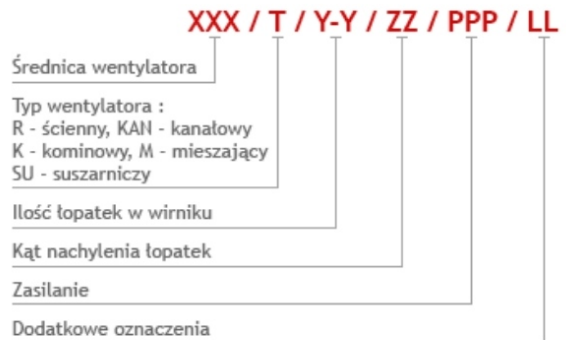 XXX / T / Y-Y / ZZ / PPP / LL
Średnica wentylatora
Typ wentylatora :
R - ścienny, KAN - kanałowy
K - kominowy, M - mieszający
SU - suszarniczy
Ilość łopatek w wirniku
Kąt nachylenia łopatek
Zasilanie
Dodatkowe oznaczenia